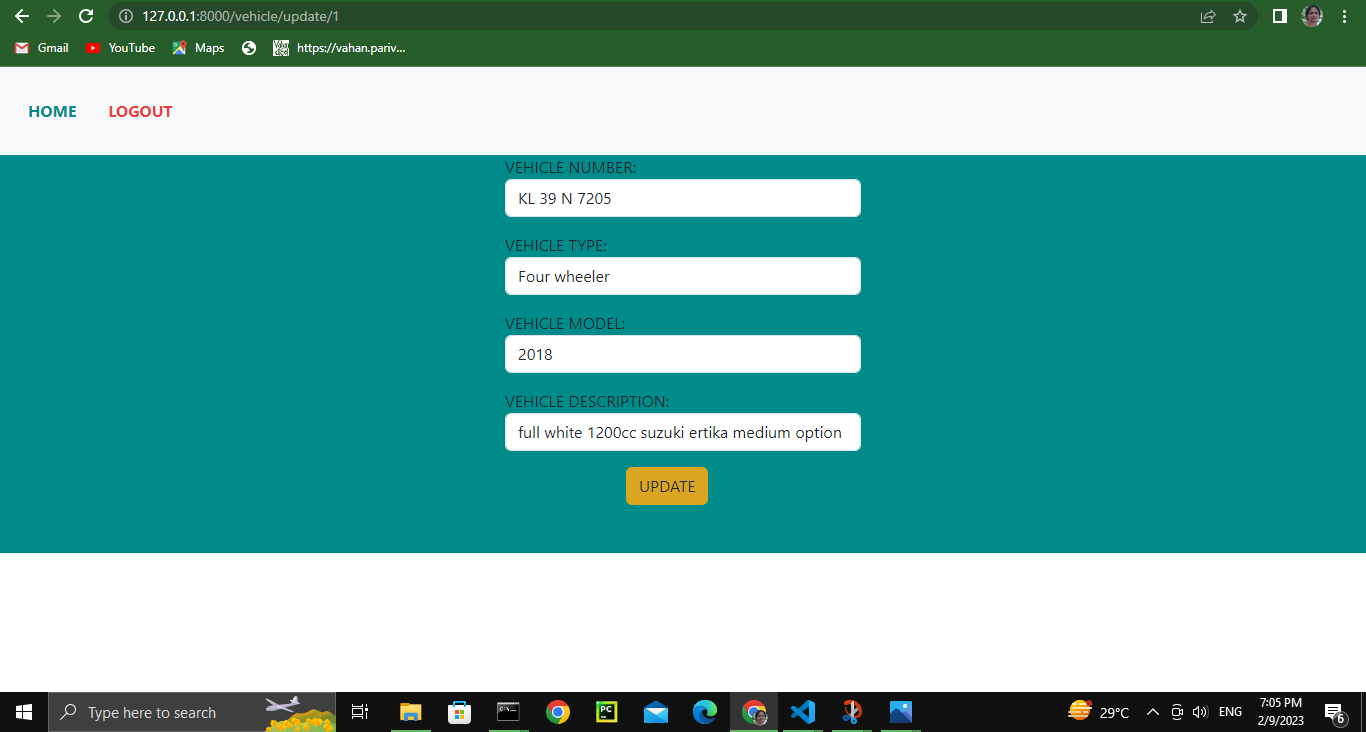 127.0.0.1:8000/vehicle/update/1
Gmail YouTube Maps https://vahan.pariv...
HOME LOGOUT
VEHICLE NUMBER:
KL 39 N 7205
VEHICLE TYPE:
Four wheeler
VEHICLE MODEL:
2018
VEHICLE DESCRIPTION:
full white 1200cc suzuki ertika medium option
UPDATE
Type here to search
PC
29°C
ENG
7:05 PM
2/9/2023
6